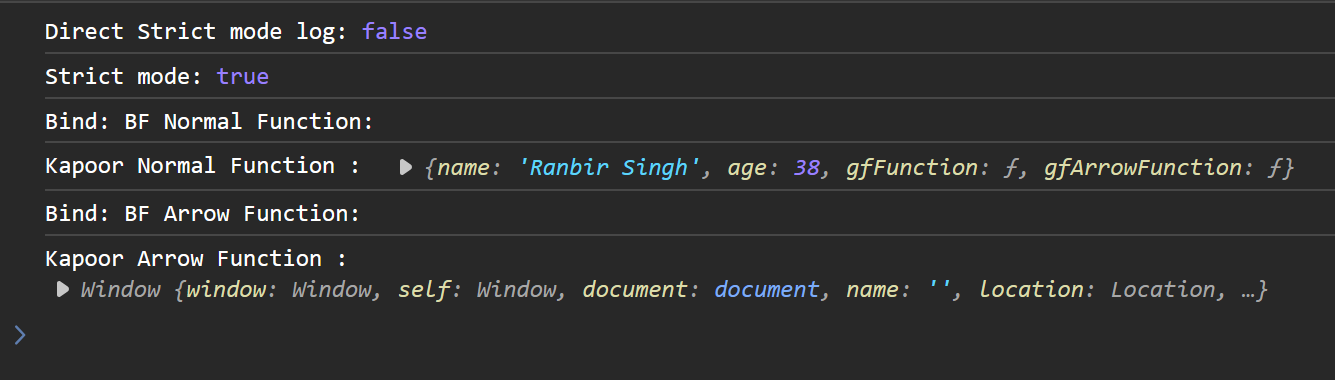 Direct Strict mode log: false
Strict mode: true
Bind: BF Normal Function:
Kapoor Normal Function : ▶ {name: 'Ranbir Singh', age: 38, gfFunction: ƒ, gfArrowFunction: ƒ}
Bind: BF Arrow Function:
Kapoor Arrow Function :
▶ Window {window: Window, self: Window, document: document, name: '', location: Location, …}